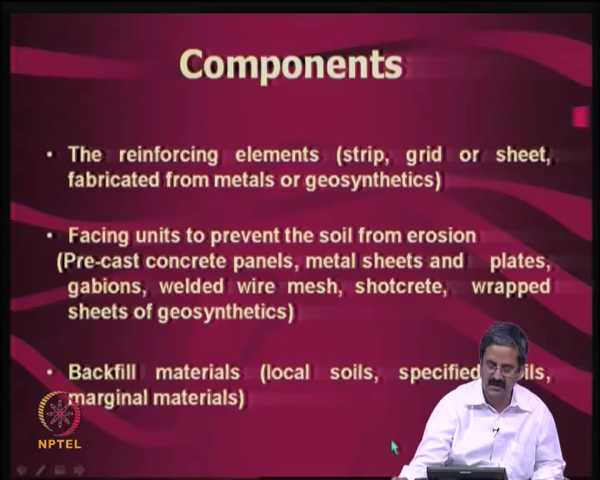 Components
• The reinforcing elements (strip, grid or sheet,
fabricated from metals or geosynthetics)
• Facing units to prevent the soil from erosion
(Pre-cast concrete panels, metal sheets and plates,
gabions, welded wire mesh, shotcrete, wrapped
sheets of geosynthetics)
• Backfill materials (local soils, specified
marginal materials)
NPTEL